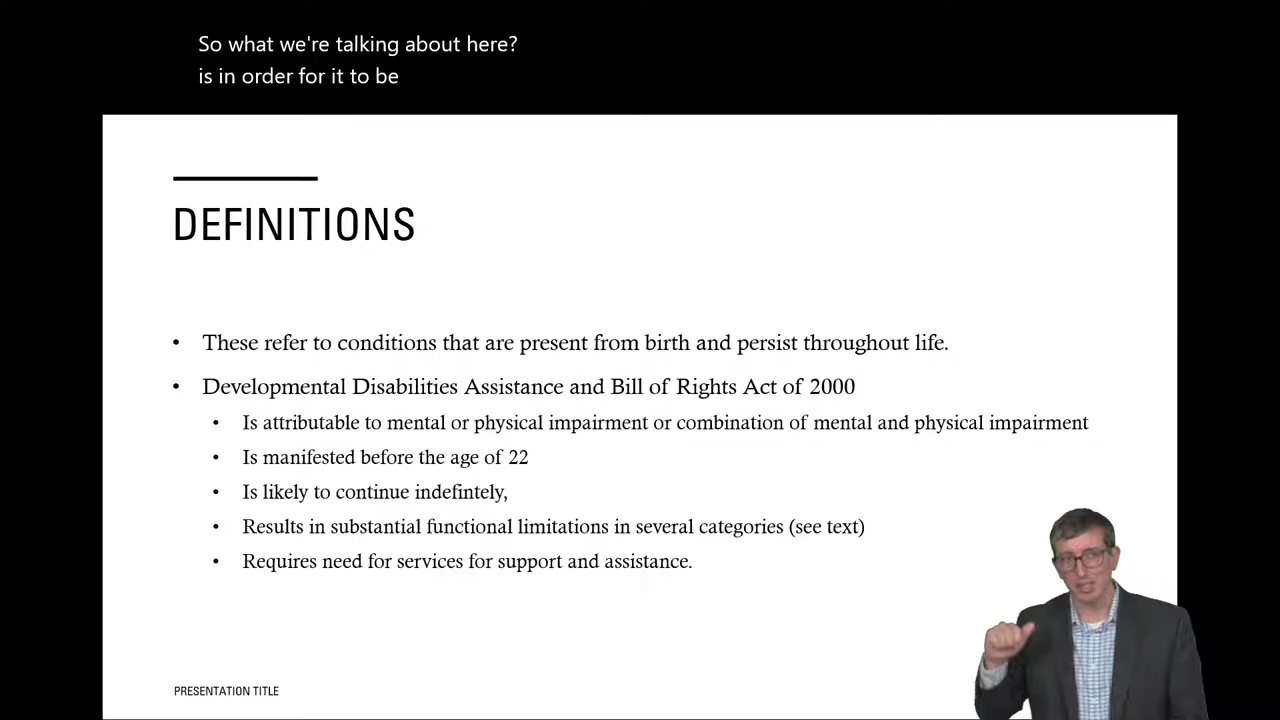 So what we're talking about here?
is in order for it to be
DEFINITIONS
• These refer to conditions that are present from birth and persist throughout life.
• Developmental Disabilities Assistance and Bill of Rights Act of 2000
• Is attributable to mental or physical impairment or combination of mental and physical impairment
• Is manifested before the age of 22
• Is likely to continue indefintely,
• Results in substantial functional limitations in several categories (see text)
• Requires need for services for support and assistance.
PRESENTATION TITLE